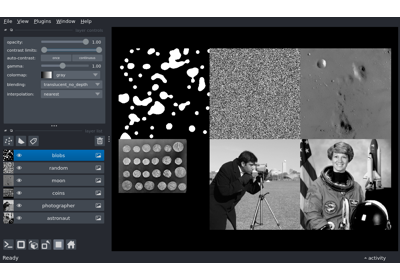 File View Plugins Window Help
opacity: 1.00
contrast limits:
auto-contrast: once continuous
gamma: 1.00
colormap: gray
blending: translucent_no_depth
interpolation: nearest
blobs
random
moon
coins
photographer
astronaut
Ready
activity